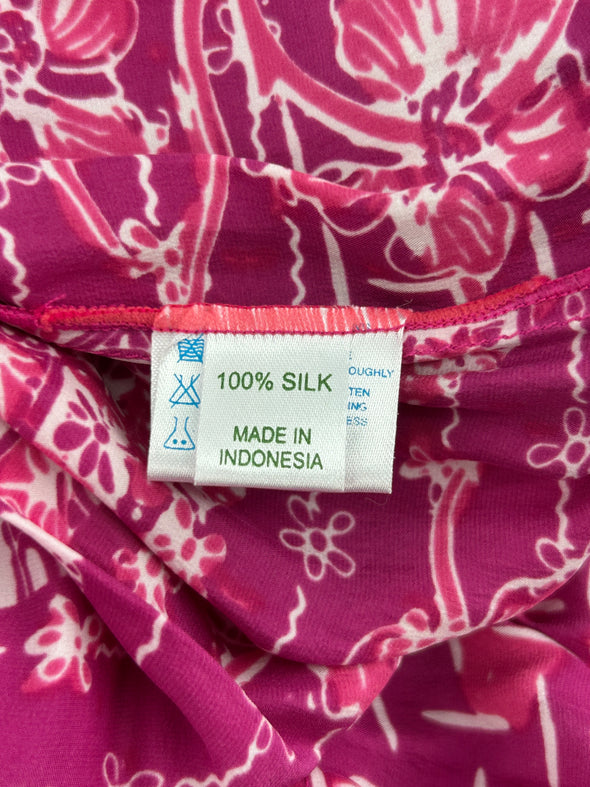 100% SILK
MADE IN
INDONESIA
OUGHLY
TEN
ING
ESS